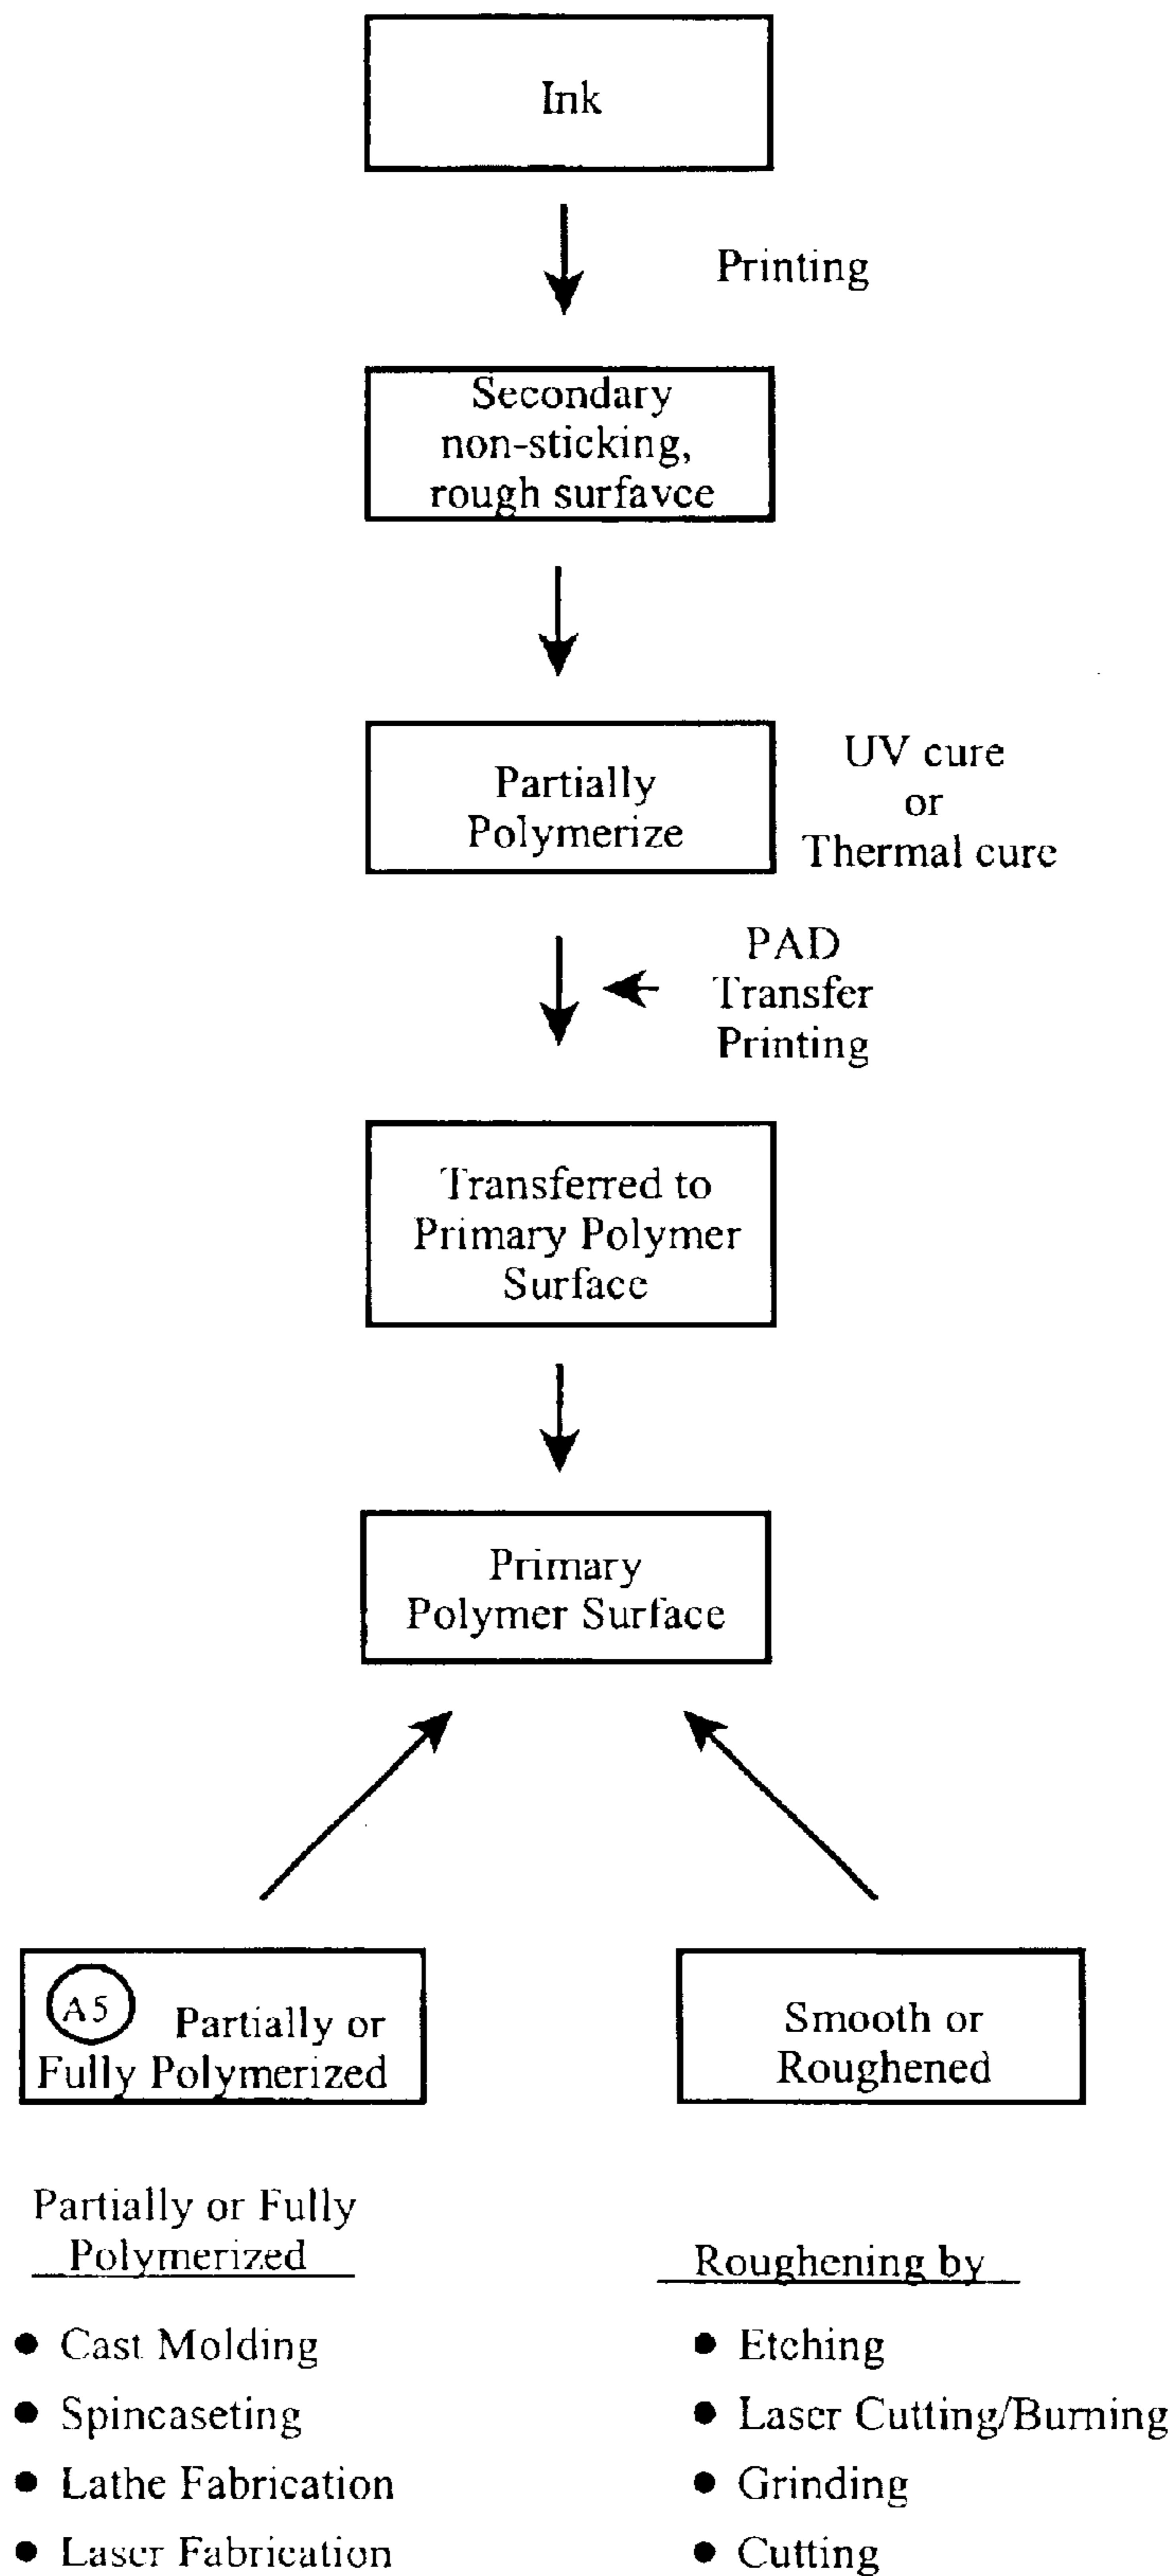 Ink
Printing
Secondary
non-sticking,
rough surfavce
Partially
Polymerize
UV cure
or
Thermal cure
PAD
Transfer
Printing
Transferred to
Primary Polymer
Surface
Primary
Polymer Surface
A5 Partially or
Fully Polymerized
Smooth or
Roughened
Partially or Fully
Polymerized
● Cast Molding
● Spincaseting
● Lathe Fabrication
● Laser Fabrication
Roughening by
● Etching
● Laser Cutting/Burning
● Grinding
● Cutting